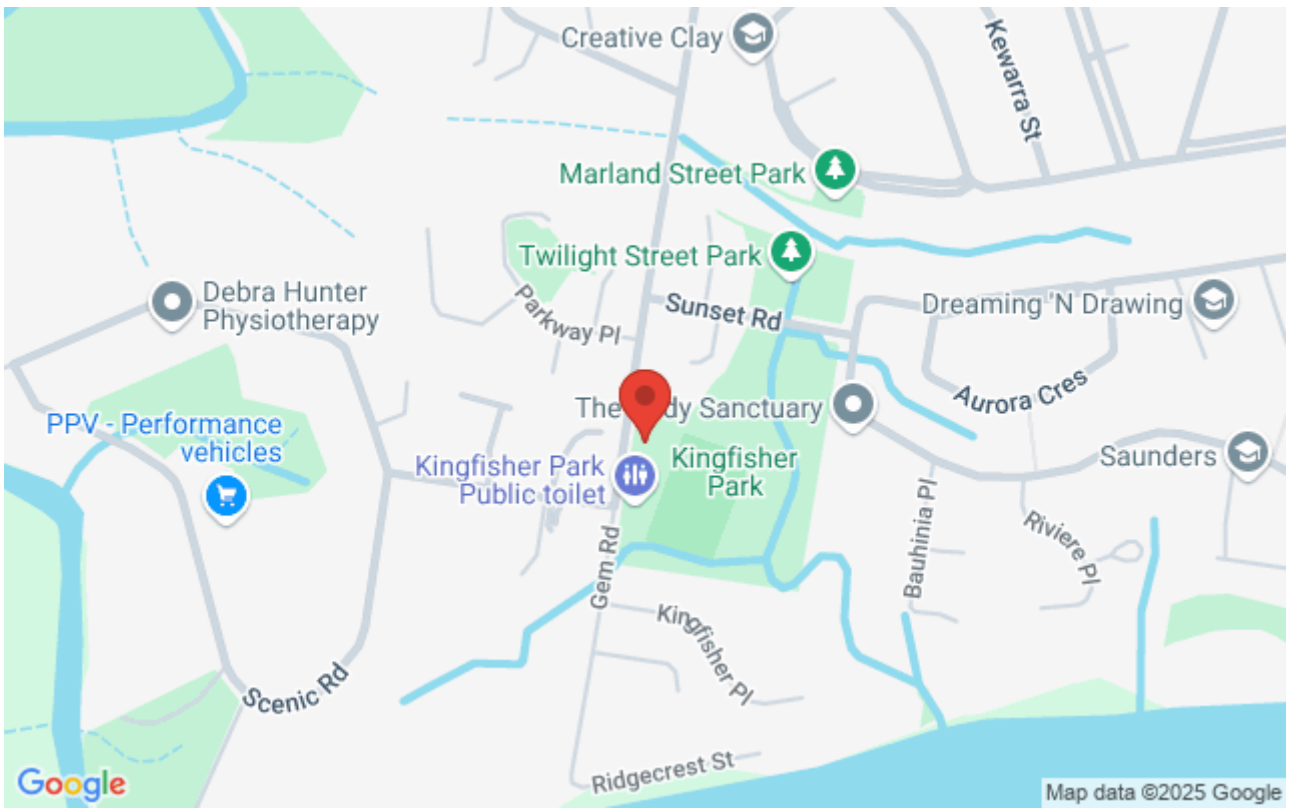 Creative Clay
Kewarra St
Marland Street Park
Twilight Street Park
Debra Hunter
Physiotherapy
Parkway Pl
Sunset Rd
Dreaming 'N Drawing
Aurora Cres
The
dy Sanctuary
PPV - Performance
vehicles
Kingfisher Park
Public toilet
Kingfisher
Park
Saunders
Bauhinia Pl
Riviere Pl
Gem Rd
Kingfisher Pl
Scenic Rd
Ridgecrest St
Google
Map data ©2025 Google